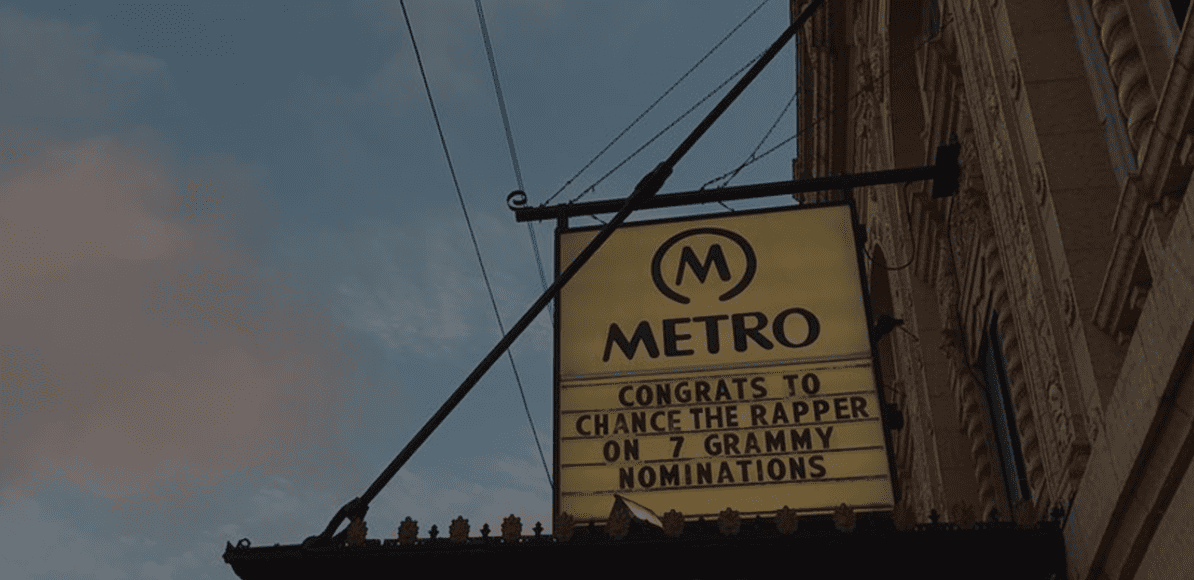 M
METRO
CONGRATS TO
CHANCE THE RAPPER
ON 7 GRAMMY
NOMINATIONS